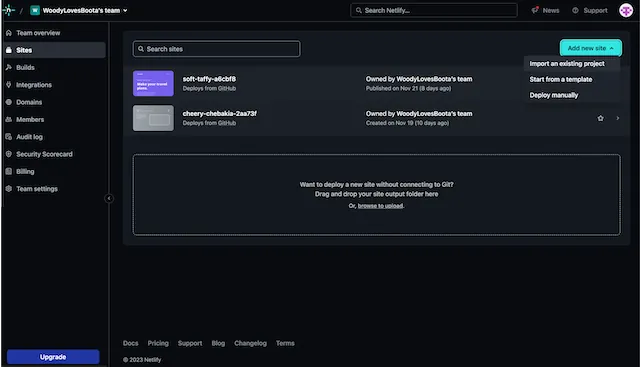 / W WoodyLovesBoota's team
Search Netlify...
News
Support
Team overview
Sites
Builds
Integrations
Domains
Members
Audit log
Security Scorecard
Billing
Team settings
Upgrade
Search sites
Add new site
Import an existing project
Start from a template
Deploy manually
Make your travel plans.
soft-taffy-a6cbf8
Deploys from GitHub
Owned by WoodyLovesBoota's team
Published on Nov 21 (8 days ago)
cheery-chebakia-2aa73f
Deploys from GitHub
Owned by WoodyLovesBoota's team
Created on Nov 19 (10 days ago)
Want to deploy a new site without connecting to Git?
Drag and drop your site output folder here
Or, browse to upload.
Docs Pricing Support Blog Changelog Terms
© 2023 Netlify